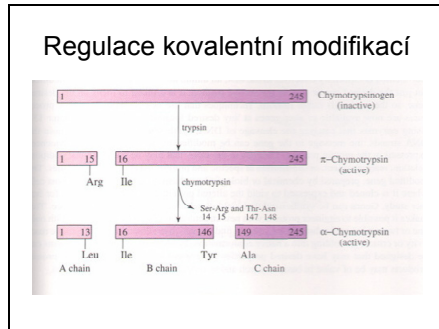 Regulace kovalentní modifikací
1 245 Chymotrypsinogen
(inactive)
trypsin
1 15 16 245 π-Chymotrypsin
(active)
Arg Ile
chymotrypsin
Ser-Arg and Thr-Asn
14 15 147 148
1 13 16 146 149 245 α-Chymotrypsin
(active)
Leu Ile Tyr Ala
A chain B chain C chain